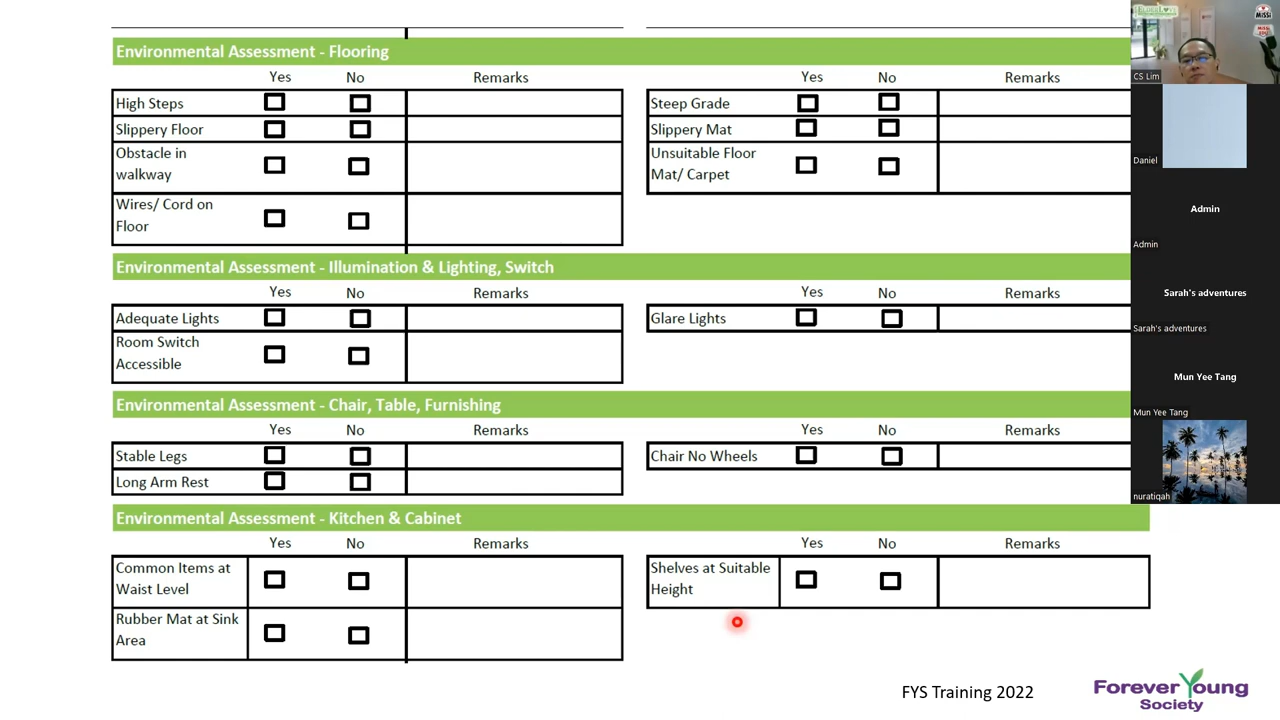 Environmental Assessment - Flooring
Yes No Remarks Yes No Remarks
High Steps
Steep Grade
Slippery Floor
Slippery Mat
Obstacle in
walkway
Unsuitable Floor
Mat/ Carpet
Wires/ Cord on
Floor
Environmental Assessment - Illumination & Lighting, Switch
Yes No Remarks Yes No Remarks
Adequate Lights
Glare Lights
Room Switch
Accessible
Environmental Assessment - Chair, Table, Furnishing
Yes No Remarks Yes No Remarks
Stable Legs
Chair No Wheels
Long Arm Rest
Environmental Assessment - Kitchen & Cabinet
Yes No Remarks Yes No Remarks
Common Items at
Waist Level
Shelves at Suitable
Height
Rubber Mat at Sink
Area
FYS Training 2022
Forever Young
Society
MiSSi
CS Lim
Daniel
Admin
Admin
Sarah's adventures
Sarah's adventures
Mun Yee Tang
Mun Yee Tang
nuratiqah